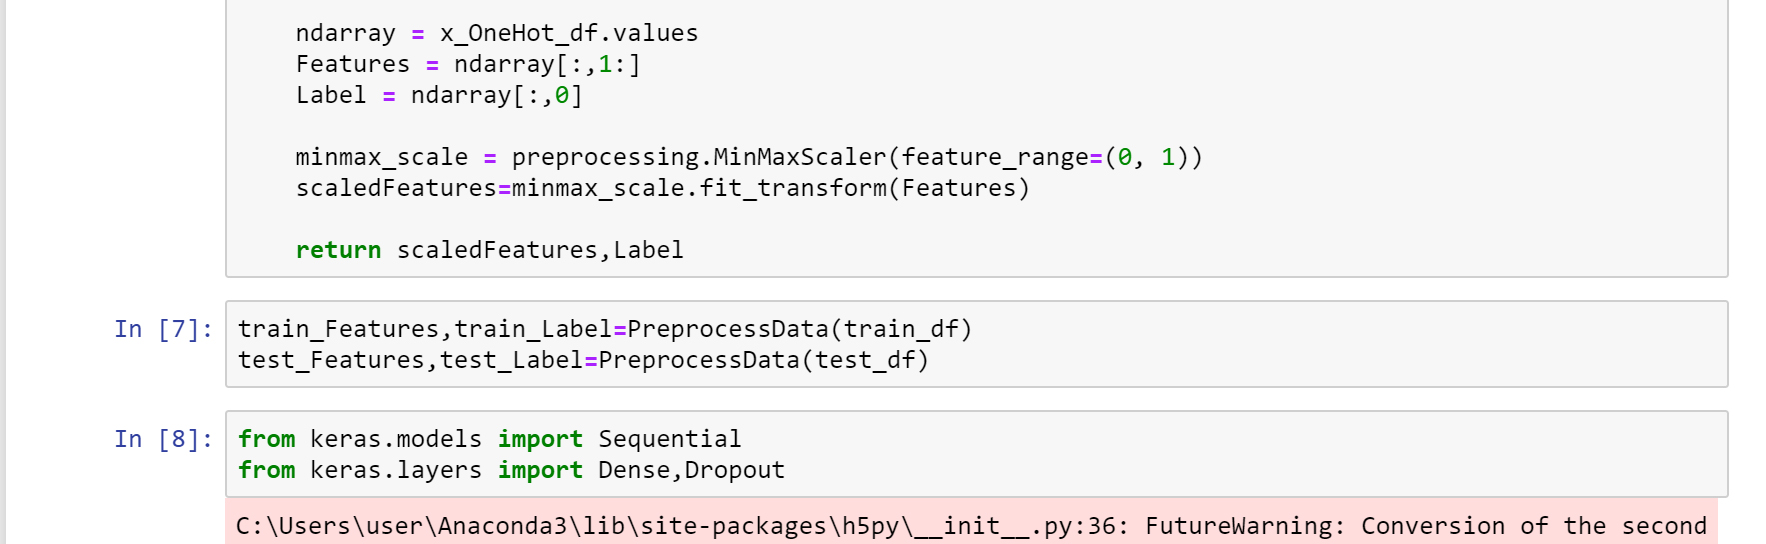 ndarray = x_OneHot_df.values
Features = ndarray[:,1:]
Label = ndarray[:,0]
minmax_scale = preprocessing.MinMaxScaler(feature_range=(0, 1))
scaledFeatures=minmax_scale.fit_transform(Features)
return scaledFeatures,Label
In [7]: train_Features,train_Label=PreprocessData(train_df)
test_Features,test_Label=PreprocessData(test_df)
In [8]: from keras.models import Sequential
from keras.layers import Dense,Dropout
C:\Users\user\Anaconda3\lib\site-packages\h5py\__init__.py:36: FutureWarning: Conversion of the second